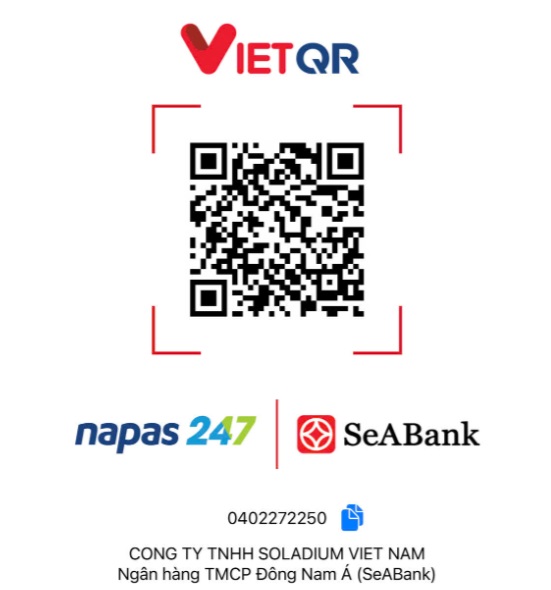 VIETQR
napas 247
SeABank
0402272250
CONG TY TNHH SOLADIUM VIET NAM
Ngân hàng TMCP Đông Nam Á (SeABank)